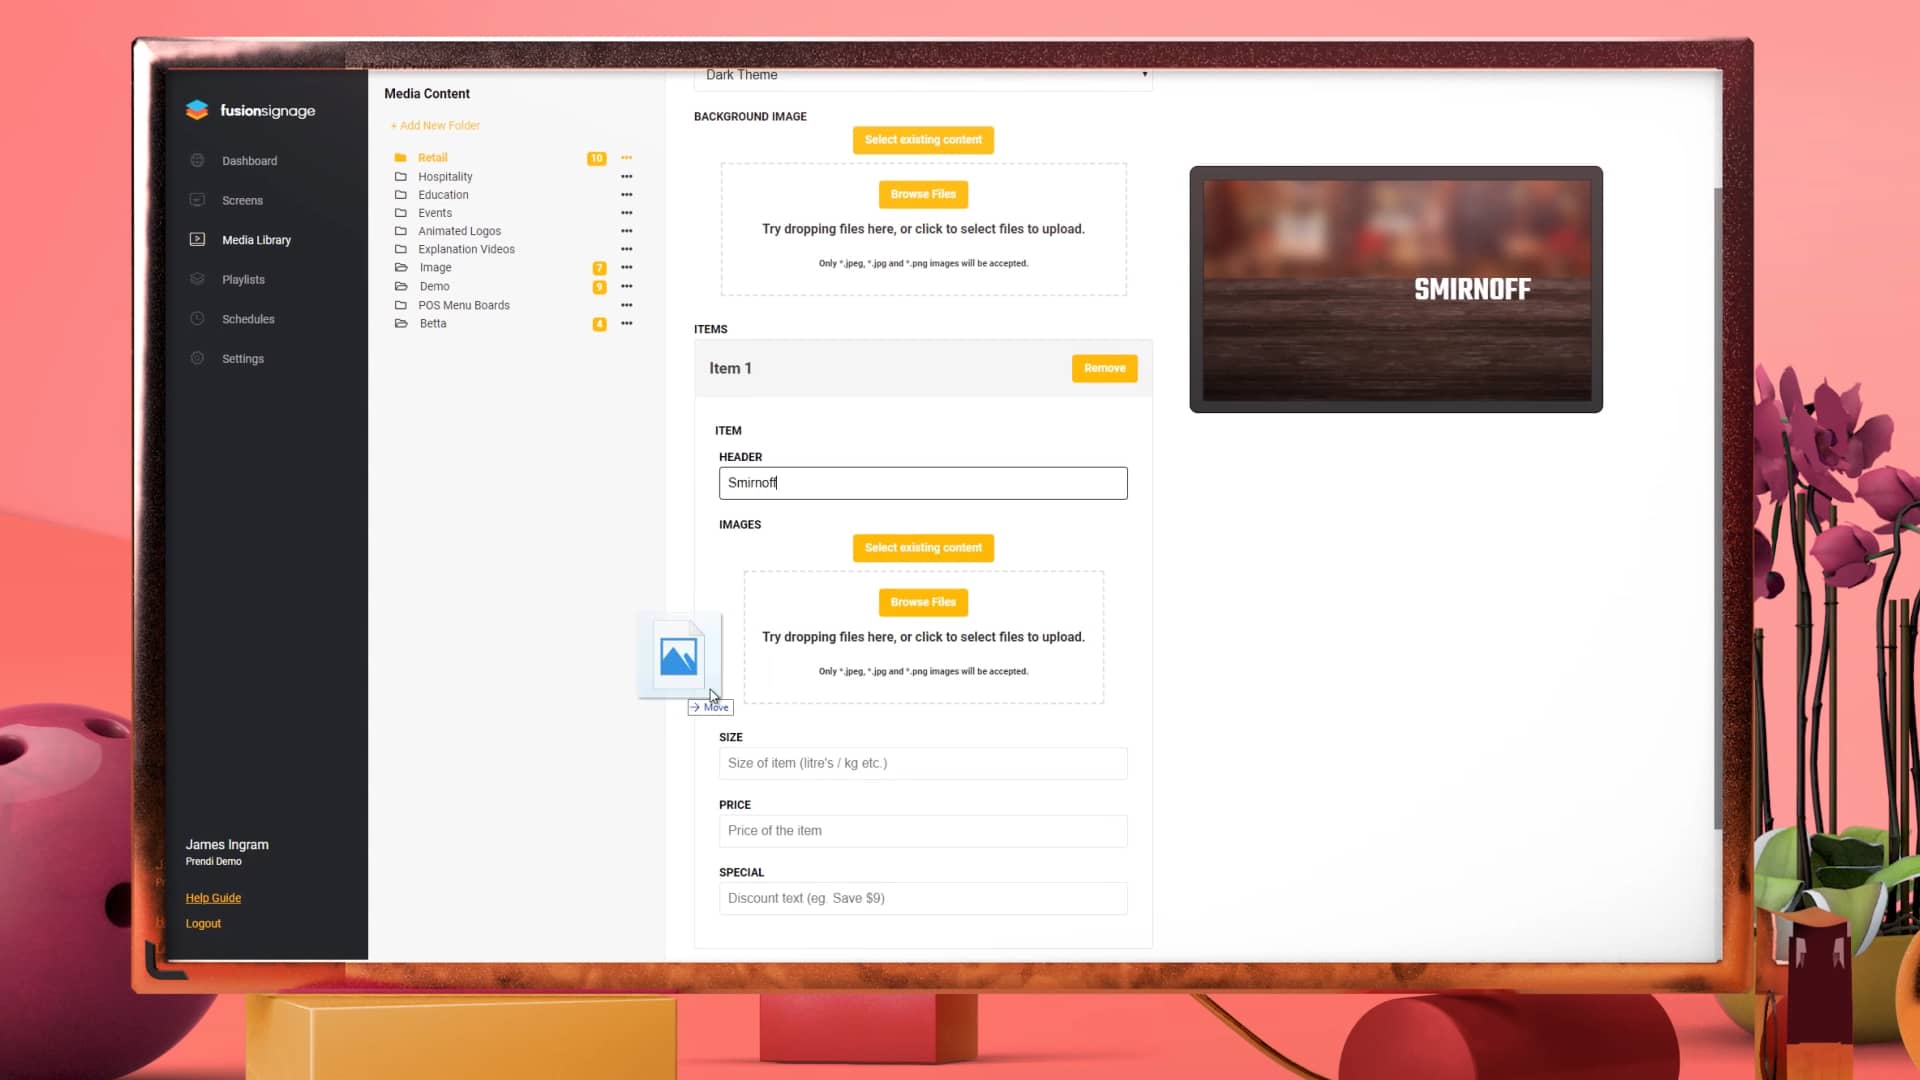 fusionsignage
Dashboard
Screens
Media Library
Playlists
Schedules
Settings
James Ingram
Prendi Demo
Help Guide
Logout
Media Content
+ Add New Folder
Retail 10 •••
Hospitality •••
Education •••
Events •••
Animated Logos •••
Explanation Videos •••
Image 7 •••
Demo 9 •••
POS Menu Boards •••
Betta 4 •••
Dark Theme
BACKGROUND IMAGE
Select existing content
Browse Files
Try dropping files here, or click to select files to upload.
Only *.jpeg, *.jpg and *.png images will be accepted.
ITEMS
Item 1
Remove
ITEM
HEADER
Smirnoff
IMAGES
Select existing content
Browse Files
Try dropping files here, or click to select files to upload.
Only *.jpeg, *.jpg and *.png images will be accepted.
Move
SIZE
Size of item (litre's / kg etc.)
PRICE
Price of the item
SPECIAL
Discount text (eg. Save $9)
SMIRNOFF